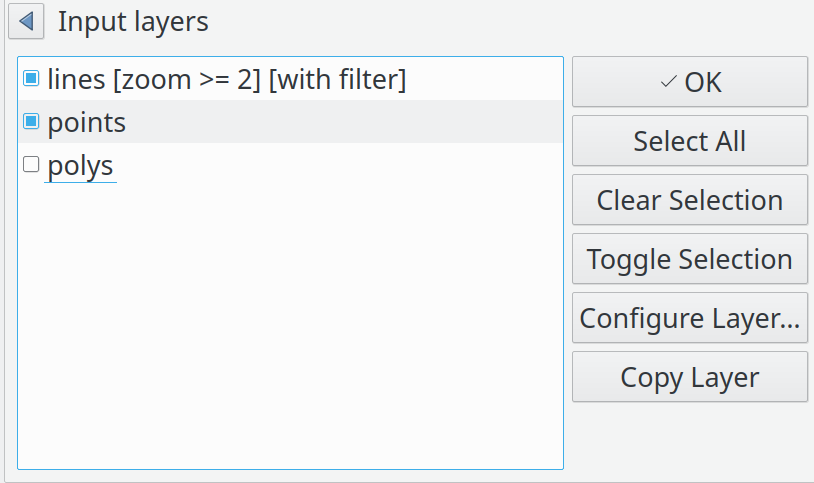 Input layers
lines [zoom >= 2] [with filter]
points
polys
OK
Select All
Clear Selection
Toggle Selection
Configure Layer...
Copy Layer